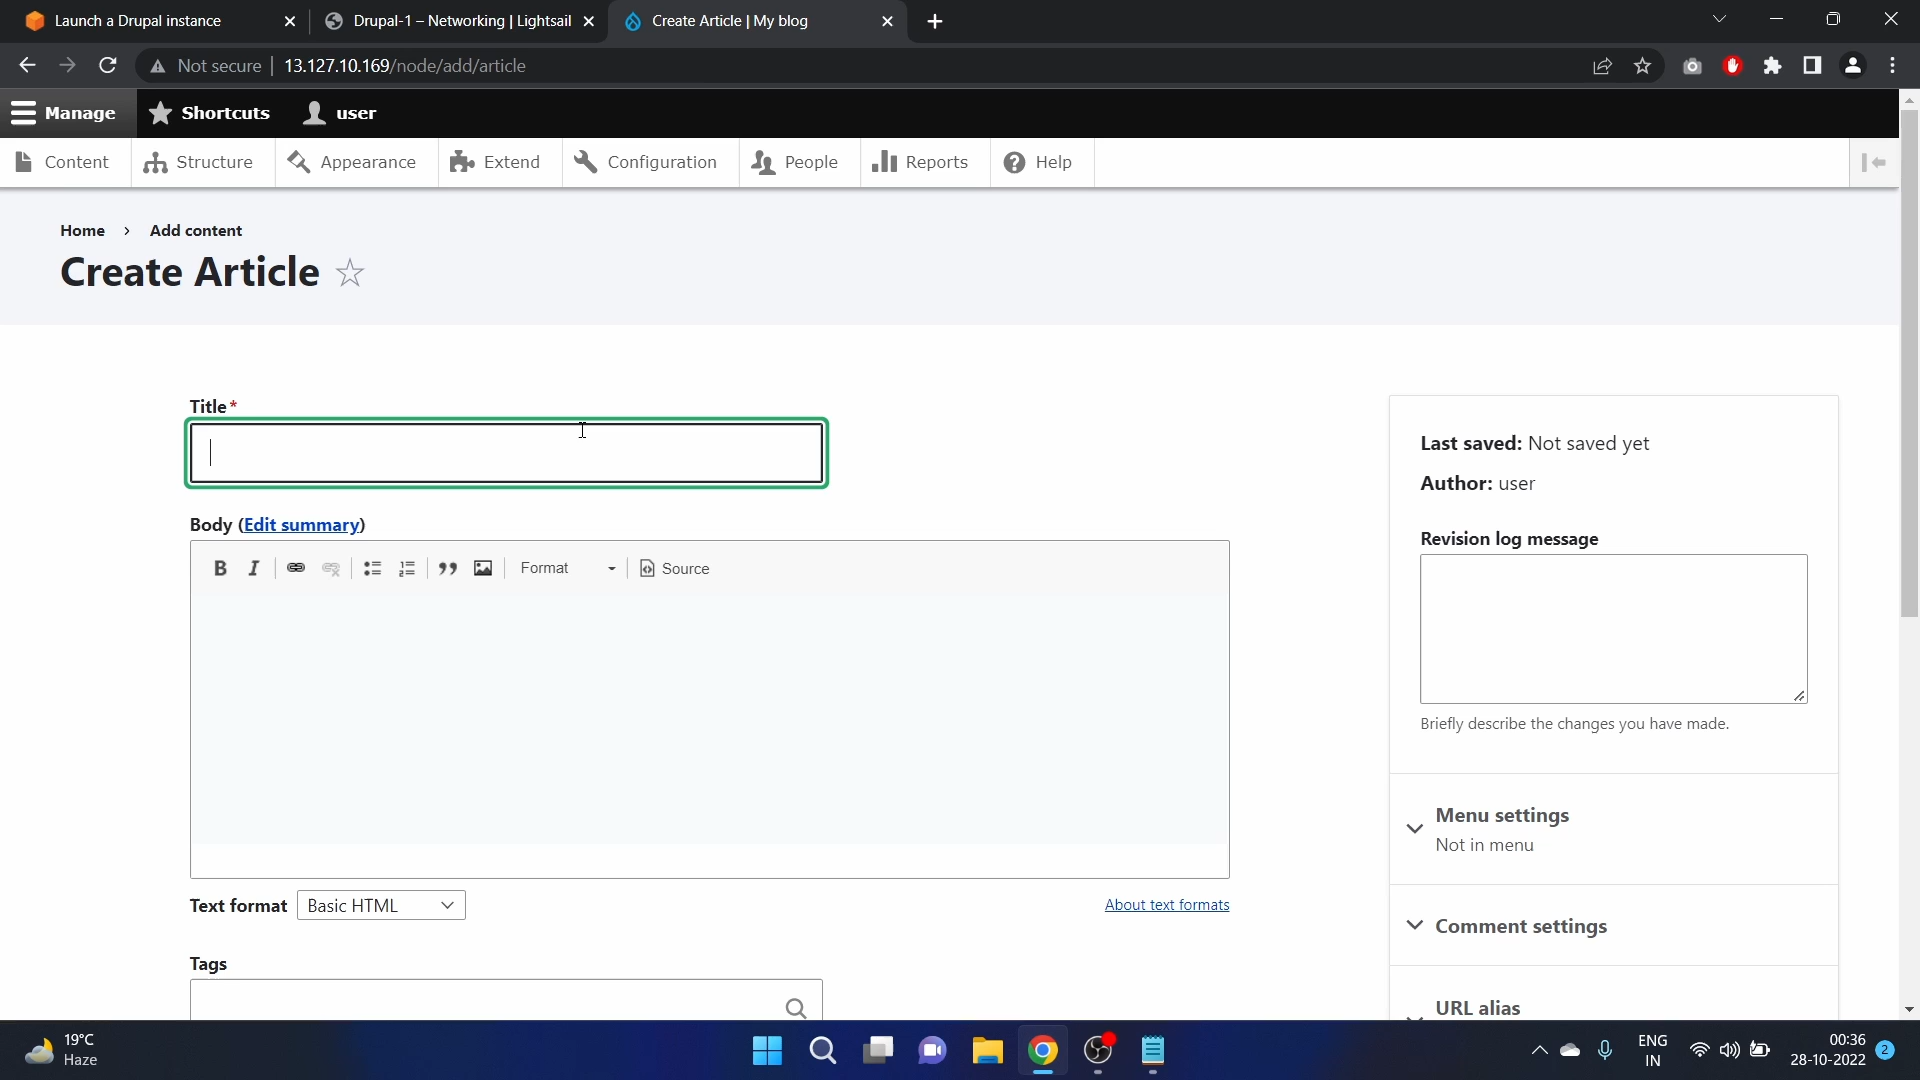 Launch a Drupal instance
Drupal-1 – Networking | Lightsail
Create Article | My blog
Not secure
13.127.10.169/node/add/article
Manage
Shortcuts
user
Content
Structure
Appearance
Extend
Configuration
People
Reports
Help
Home › Add content
Create Article
Title*
Body (Edit summary)
B I
Format
Source
Text format
Basic HTML
About text formats
Tags
Last saved: Not saved yet
Author: user
Revision log message
Briefly describe the changes you have made.
Menu settings
Not in menu
Comment settings
URL alias
19°C
Haze
ENG
IN
00:36
28-10-2022
2